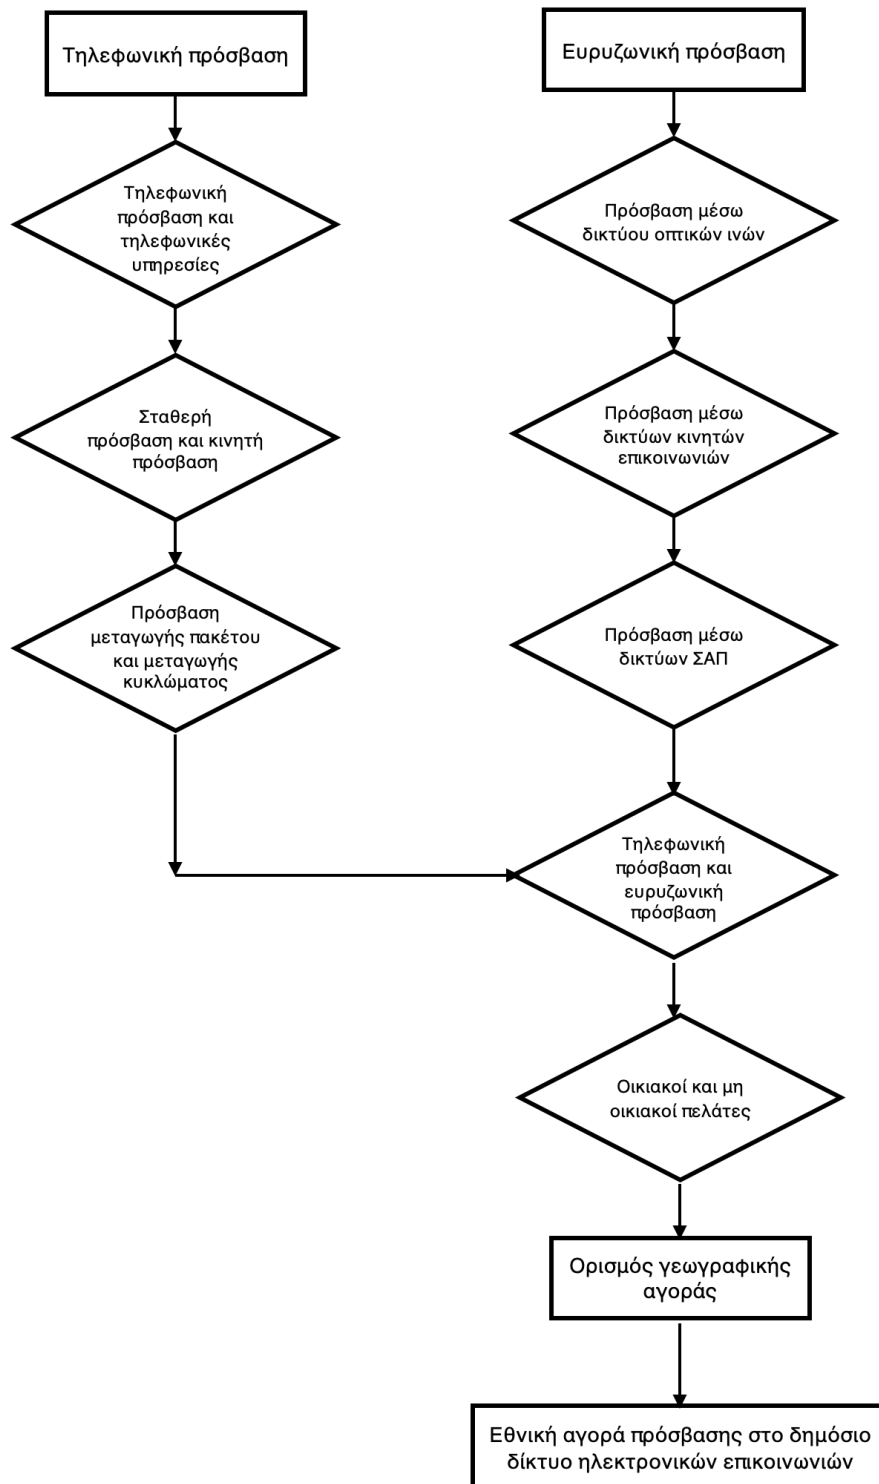 Τηλεφωνική πρόσβαση
Τηλεφωνική
πρόσβαση και
τηλεφωνικές
υπηρεσίες
Σταθερή
πρόσβαση και κινητή
πρόσβαση
Πρόσβαση
μεταγωγής πακέτου
και μεταγωγής
κυκλώματος
Ευρυζωνική πρόσβαση
Πρόσβαση μέσω
δικτύου οπτικών ινών
Πρόσβαση μέσω
δικτύων κινητών
επικοινωνιών
Πρόσβαση μέσω
δικτύων ΣΑΠ
Τηλεφωνική
πρόσβαση και
ευρυζωνική
πρόσβαση
Οικιακοί και μη
οικιακοί πελάτες
Ορισμός γεωγραφικής
αγοράς
Εθνική αγορά πρόσβασης στο δημόσιο
δίκτυο ηλεκτρονικών επικοινωνιών